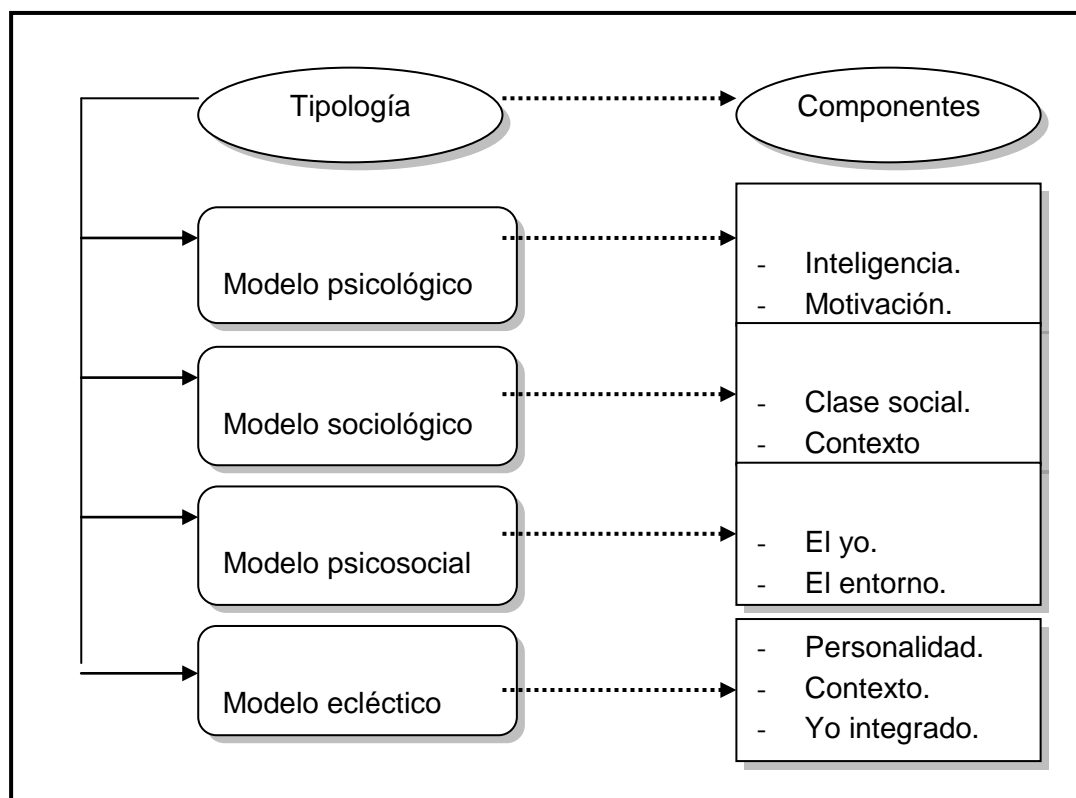 Tipología
Componentes
Modelo psicológico
- Inteligencia.
- Motivación.
Modelo sociológico
- Clase social.
- Contexto
Modelo psicosocial
- El yo.
- El entorno.
Modelo ecléctico
- Personalidad.
- Contexto.
- Yo integrado.